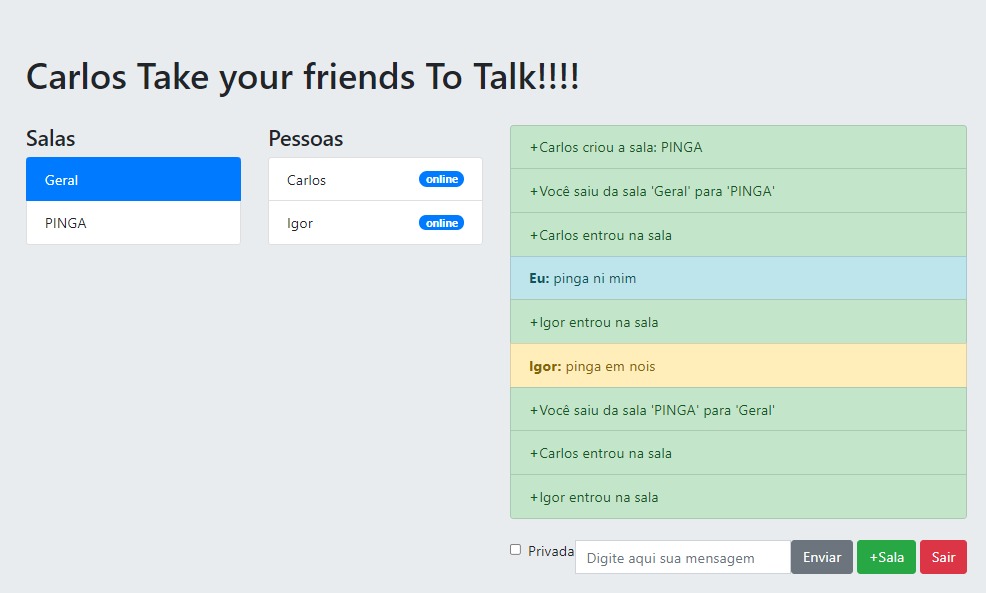 Carlos Take your friends To Talk!!!!
Salas
Geral
PINGA
Pessoas
Carlos online
Igor online
+Carlos criou a sala: PINGA
+Você saiu da sala 'Geral' para 'PINGA'
+Carlos entrou na sala
Eu: pinga ni mim
+Igor entrou na sala
Igor: pinga em nois
+Você saiu da sala 'PINGA' para 'Geral'
+Carlos entrou na sala
+Igor entrou na sala
Privada Digite aqui sua mensagem Enviar +Sala Sair